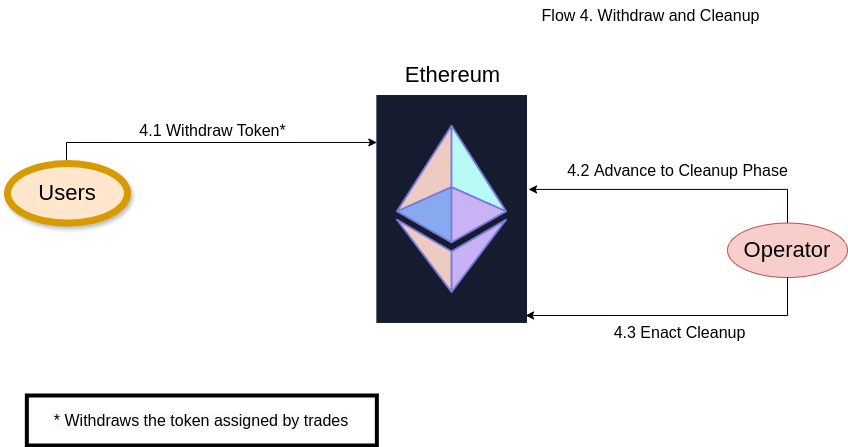 Flow 4. Withdraw and Cleanup
Ethereum
4.1 Withdraw Token*
4.2 Advance to Cleanup Phase
Users
Operator
4.3 Enact Cleanup
* Withdraws the token assigned by trades